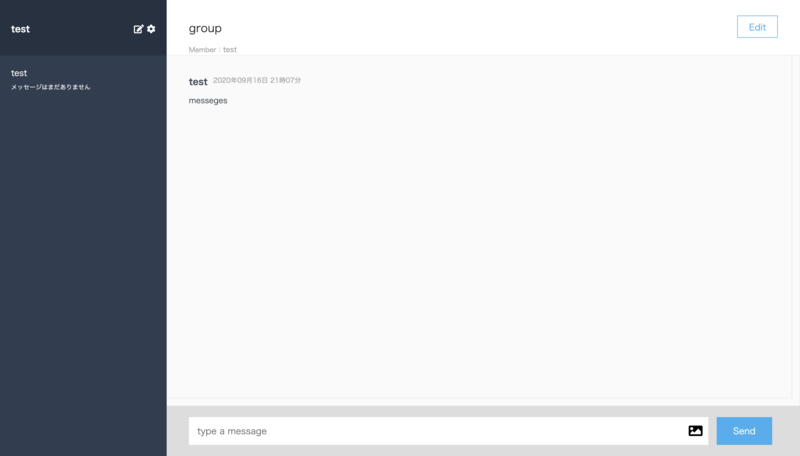 test
test
メッセージはまだありません
group
Member : test
Edit
test 2020年09月16日 21時07分
messeges
type a message
Send